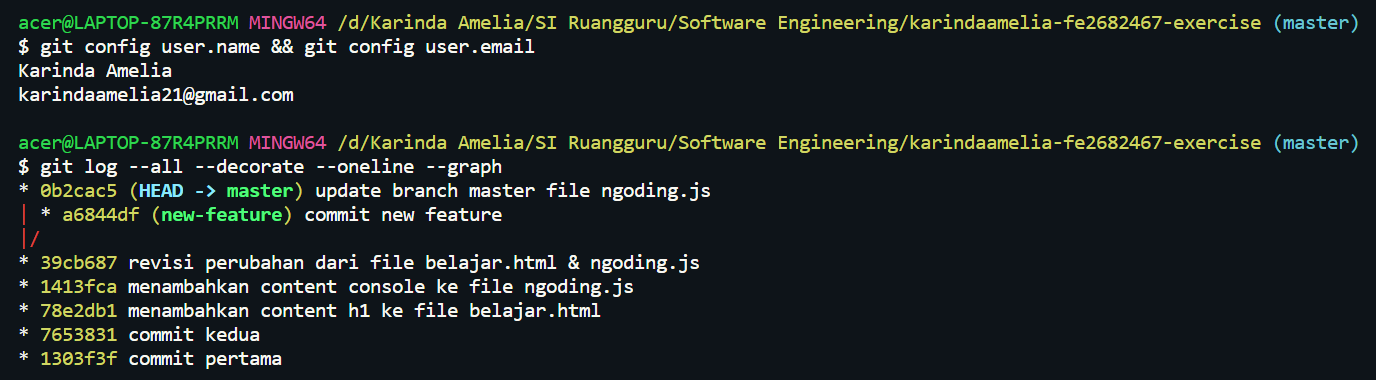 acer@LAPTOP-87R4PRRM MINGW64 /d/Karinda Amelia/SI Ruangguru/Software Engineering/karindaamelia-fe2682467-exercise (master)
$ git config user.name && git config user.email
Karinda Amelia
karindaamelia21@gmail.com
acer@LAPTOP-87R4PRRM MINGW64 /d/Karinda Amelia/SI Ruangguru/Software Engineering/karindaamelia-fe2682467-exercise (master)
$ git log --all --decorate --oneline --graph
* 0b2cac5 (HEAD -> master) update branch master file ngoding.js
| * a6844df (new-feature) commit new feature
|/
* 39cb687 revisi perubahan dari file belajar.html & ngoding.js
* 1413fca menambahkan content console ke file ngoding.js
* 78e2db1 menambahkan content h1 ke file belajar.html
* 7653831 commit kedua
* 1303f3f commit pertama